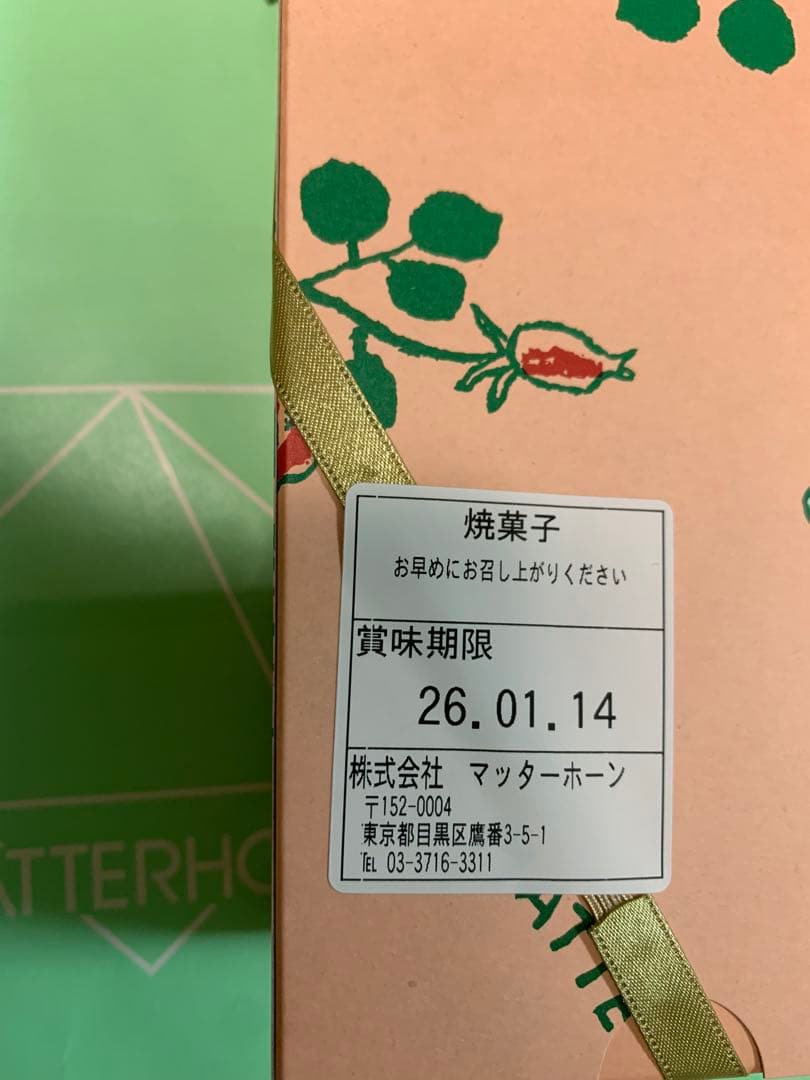 焼菓子
お早めにお召し上がりください
賞味期限
26.01.14
株式会社 マッターホーン
〒152-0004
東京都目黒区鷹番3-5-1
℡ 03-3716-3311
ATTERHO
ATTE